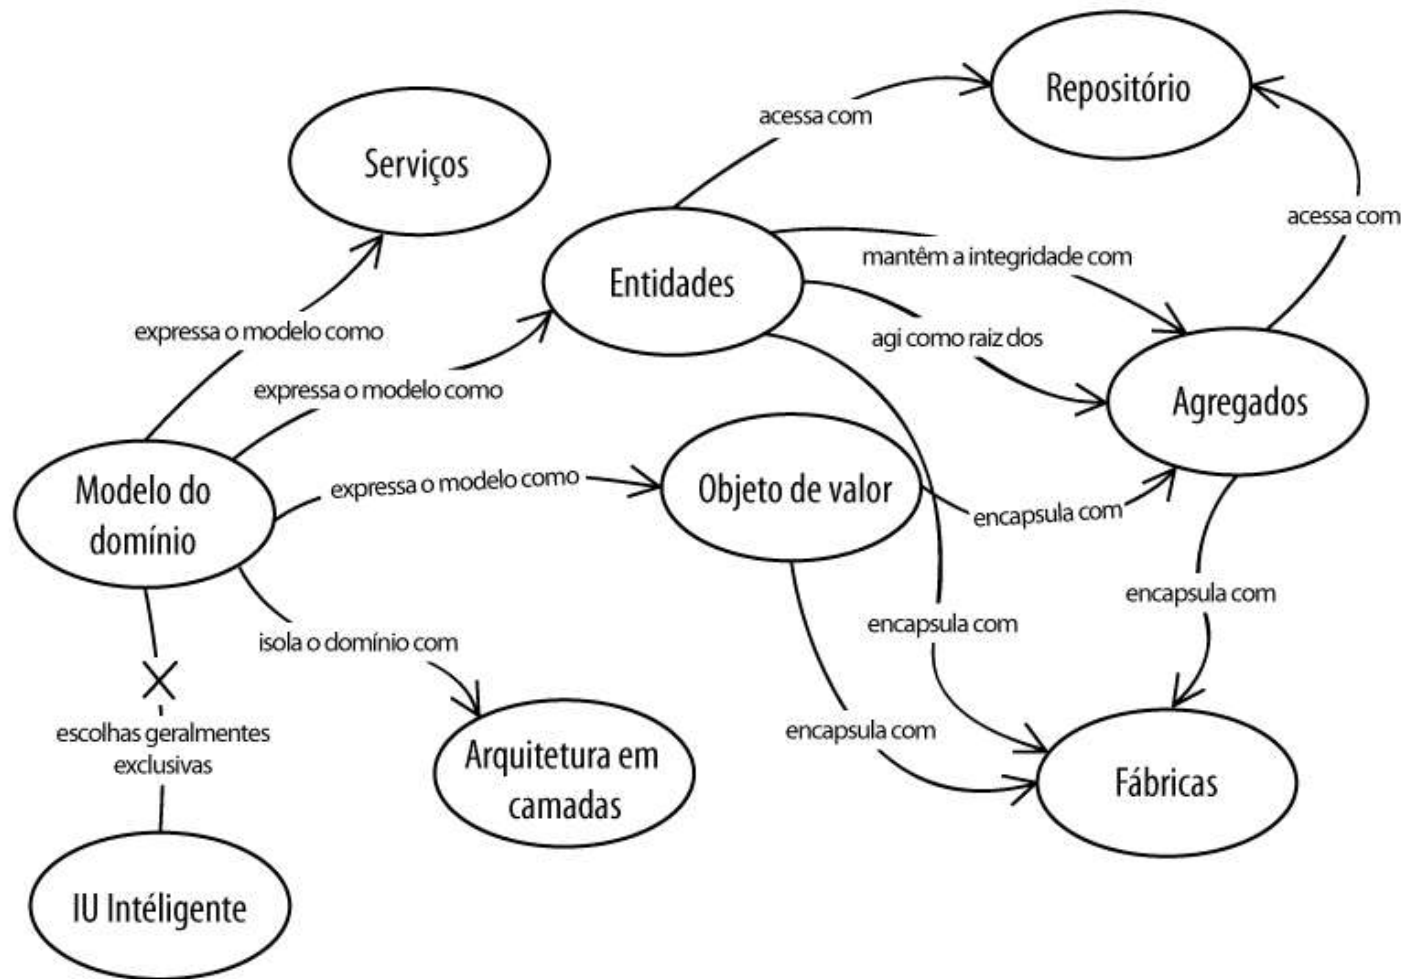 Repositório
acessa com
Serviços
acessa com
mantêm a integridade com
Entidades
expressa o modelo como
agi como raiz dos
expressa o modelo como
Agregados
Modelo do
domínio
expressa o modelo como
Objeto de valor
encapsula com
encapsula com
encapsula com
isola o domínio com
escolhas geralmentes
exclusivas
encapsula com
Arquitetura em
camadas
Fábricas
IU Intéligente